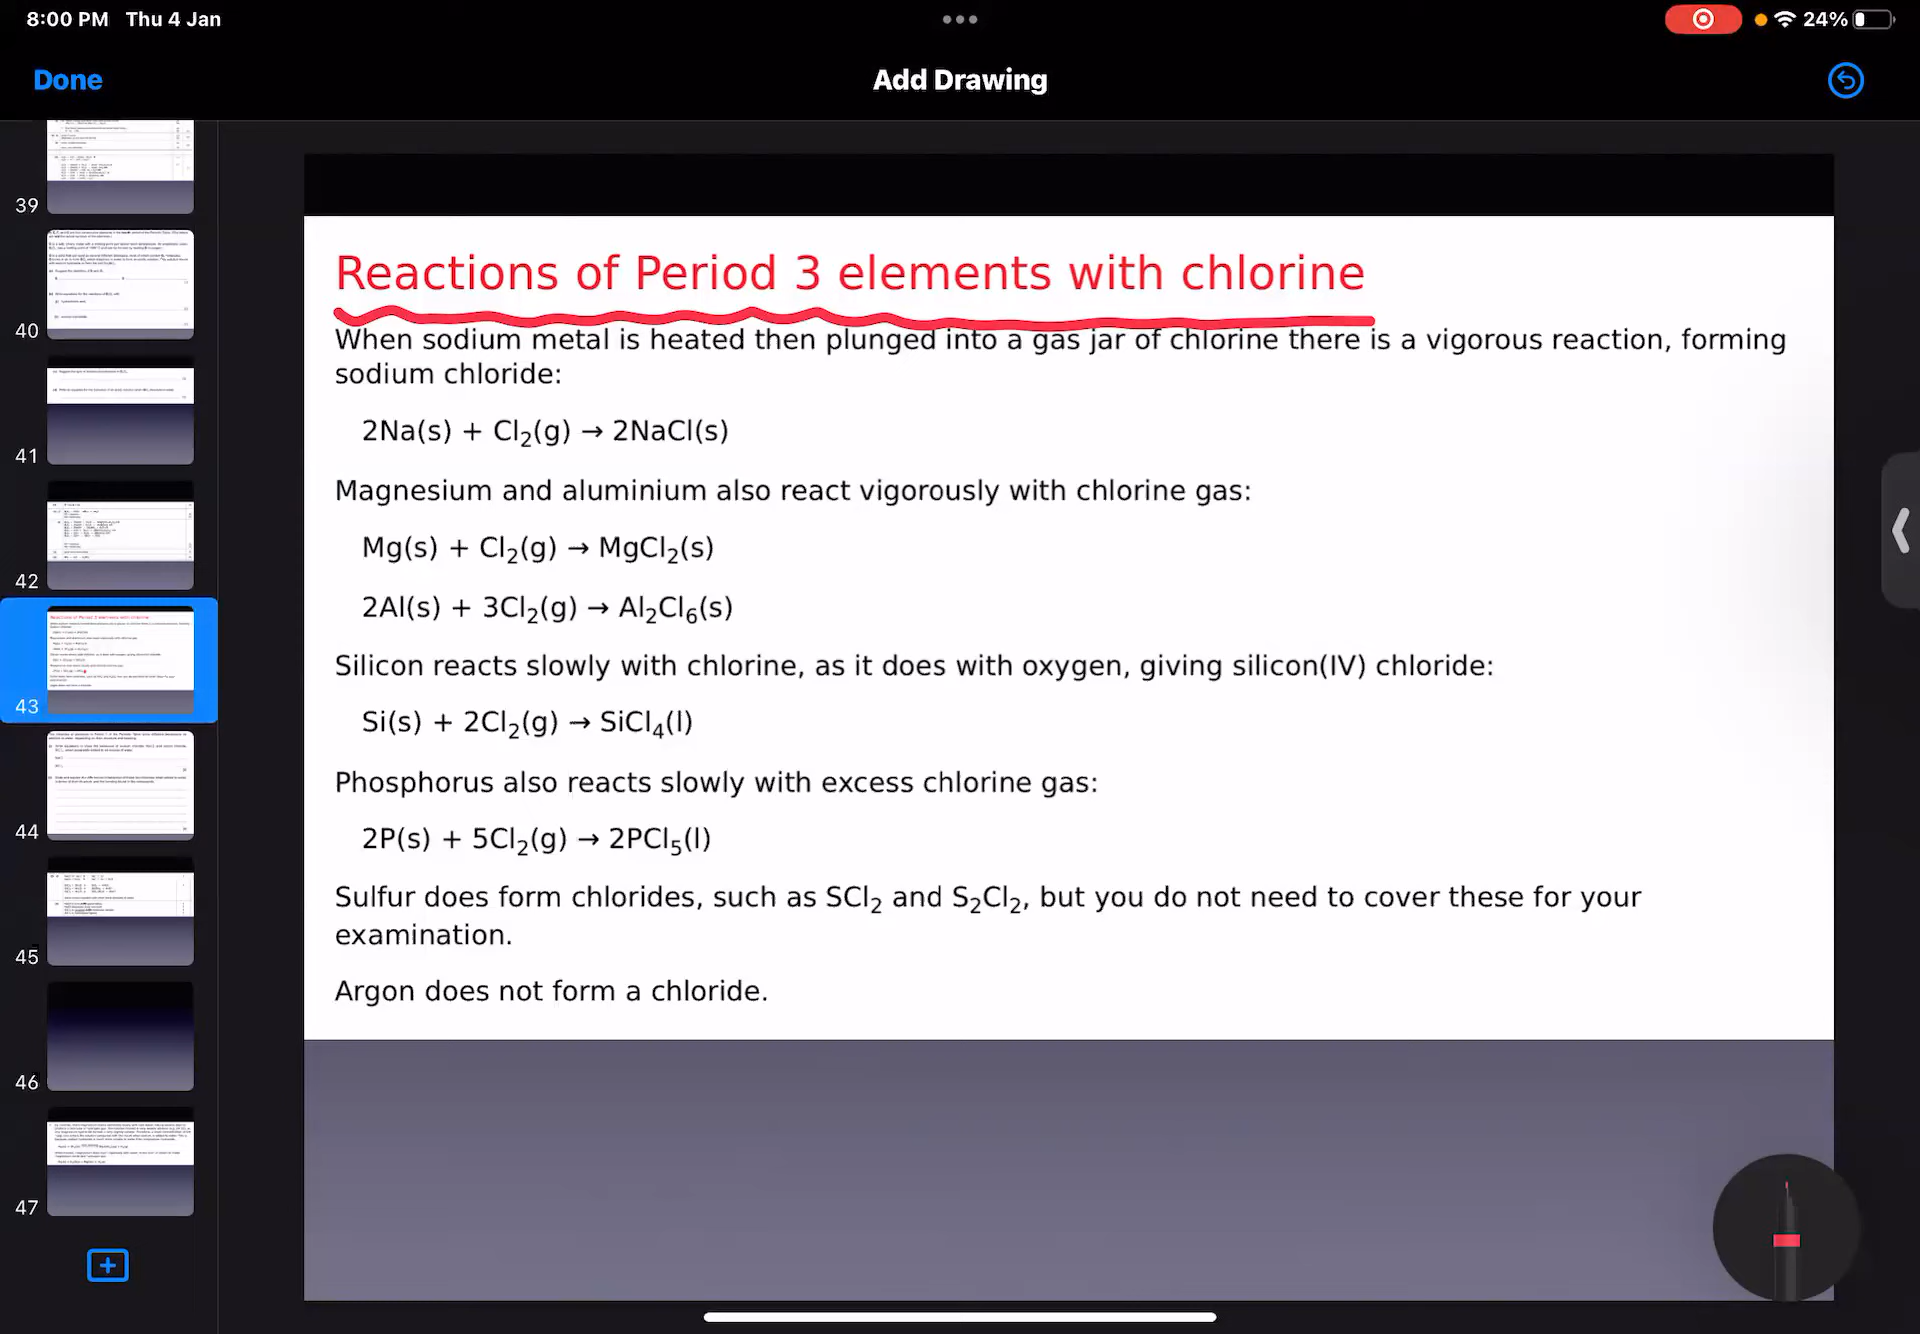 8:00 PM Thu 4 Jan
24%
Done
Add Drawing
39
40
41
42
43
44
45
46
47
Reactions of Period 3 elements with chlorine
When sodium metal is heated then plunged into a gas jar of chlorine there is a vigorous reaction, forming
sodium chloride:
2Na(s) + Cl₂(g) → 2NaCl(s)
Magnesium and aluminium also react vigorously with chlorine gas:
Mg(s) + Cl₂(g) → MgCl₂(s)
2Al(s) + 3Cl₂(g) → Al₂Cl₆(s)
Silicon reacts slowly with chlorine, as it does with oxygen, giving silicon(IV) chloride:
Si(s) + 2Cl₂(g) → SiCl₄(l)
Phosphorus also reacts slowly with excess chlorine gas:
2P(s) + 5Cl₂(g) → 2PCl₅(l)
Sulfur does form chlorides, such as SCl₂ and S₂Cl₂, but you do not need to cover these for your
examination.
Argon does not form a chloride.